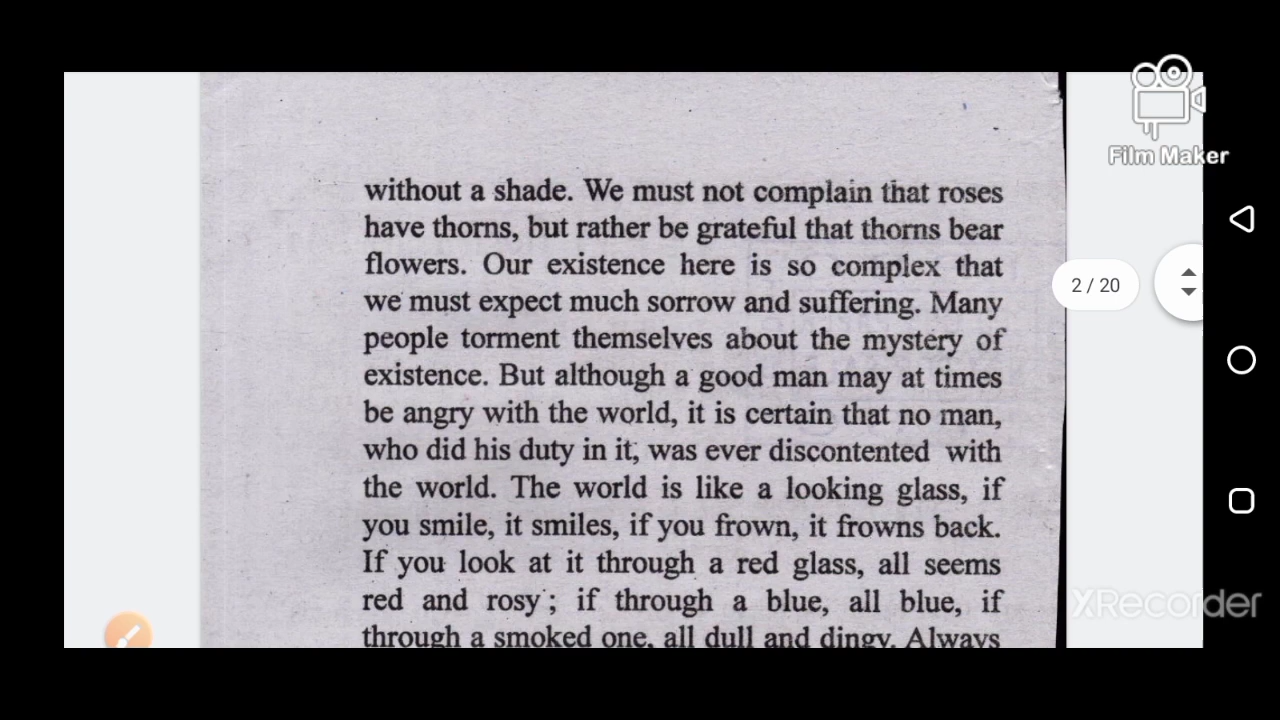 Film Maker
without a shade. We must not complain that roses
have thorns, but rather be grateful that thorns bear
flowers. Our existence here is so complex that
we must expect much sorrow and suffering. Many
people torment themselves about the mystery of
existence. But although a good man may at times
be angry with the world, it is certain that no man,
who did his duty in it, was ever discontented with
the world. The world is like a looking glass, if
you smile, it smiles, if you frown, it frowns back.
If you look at it through a red glass, all seems
red and rosy ; if through a blue, all blue, if
through a smoked one, all dull and dingy. Always
2 / 20
XRecorder